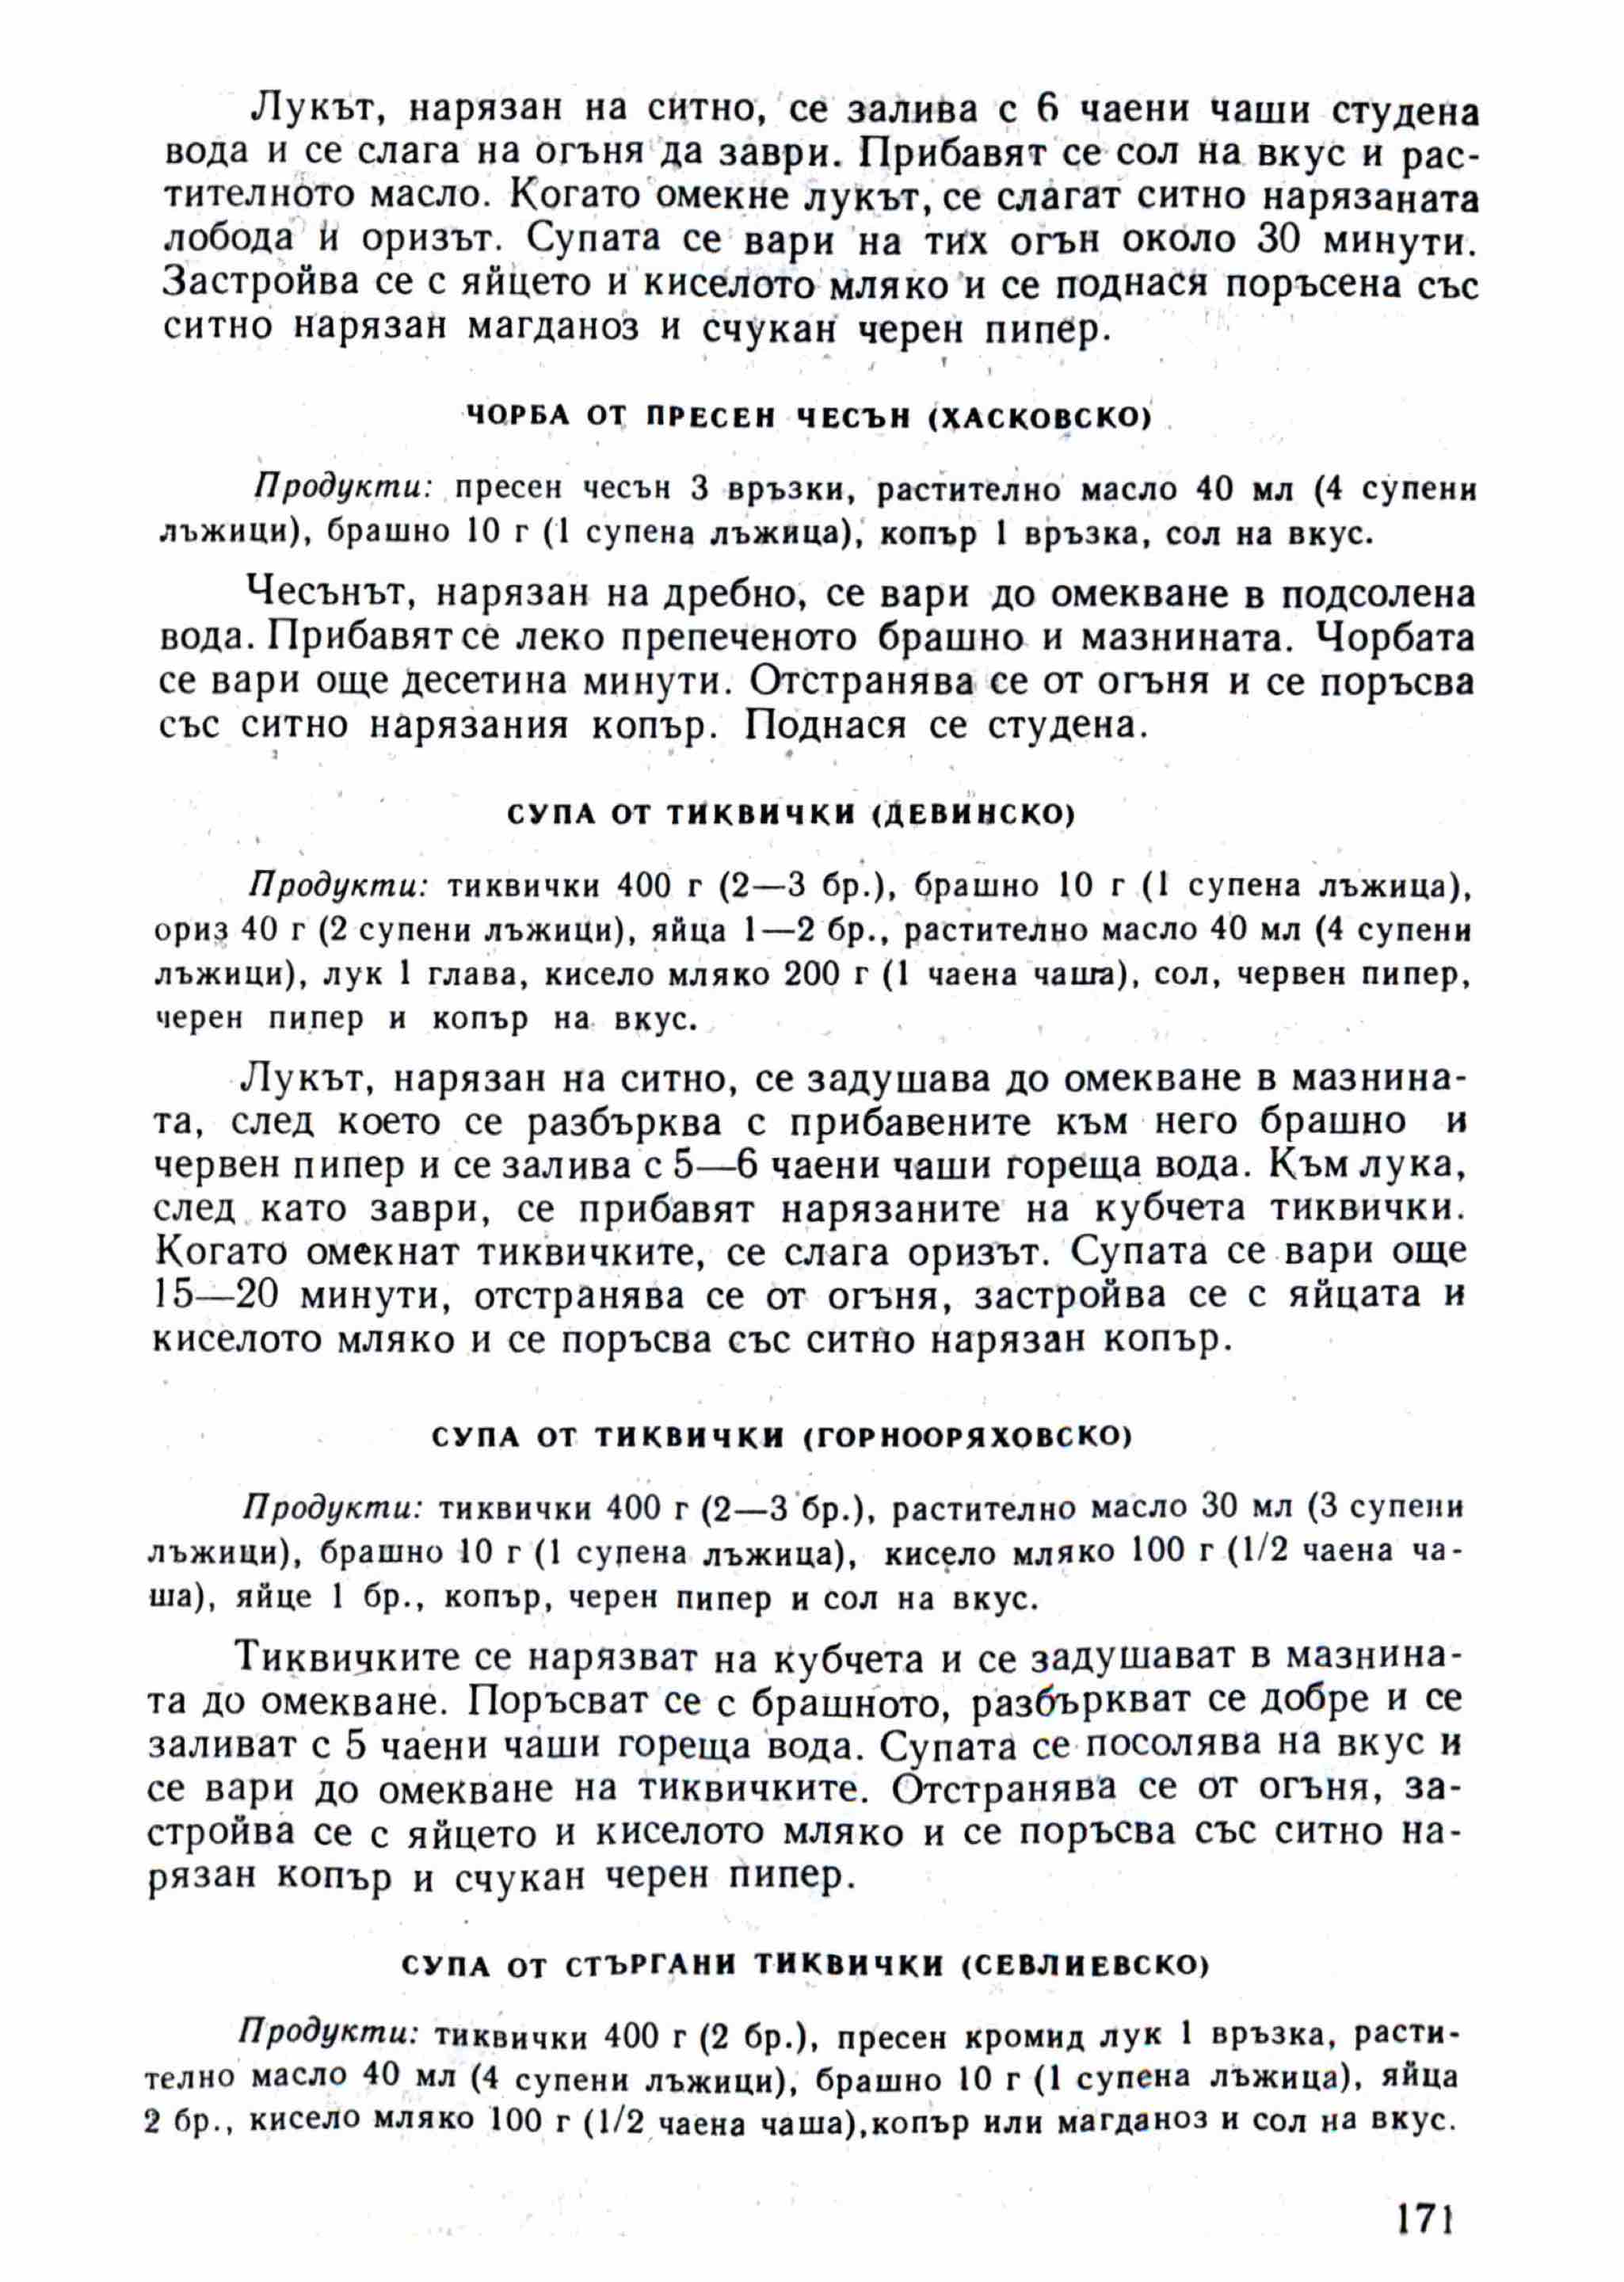 Лукът, нарязан на ситно, се залива с 6 чаени чаши студена
вода и се слага на огъня да заври. Прибавят се сол на вкус и рас-
тителното масло. Когато омекне лукът, се слагат ситно нарязаната
лобода и оризът. Супата се вари на тих огън около 30 минути.
Застройва се с яйцето и киселото мляко и се поднася поръсена със
ситно нарязан магданоз и счукан черен пипер.
ЧОРБА ОТ ПРЕСЕН ЧЕСЪН (ХАСКОВСКО)
Продукти: пресен чесън 3 връзки, растително масло 40 мл (4 супени
лъжици), брашно 10 г (1 супена лъжица), копър 1 връзка, сол на вкус.
Чесънът, нарязан на дребно, се вари до омекване в подсолена
вода. Прибавят се леко препеченото брашно и мазнината. Чорбата
се вари още десетина минути. Отстранява се от огъня и се поръсва
със ситно нарязания копър. Поднася се студена.
СУПА ОТ ТИКВИЧКИ (ДЕВИНСКО)
Продукти: тиквички 400 г (2—3 бр.), брашно 10 г (1 супена лъжица),
ориз 40 г (2 супени лъжици), яйца 1—2 бр., растително масло 40 мл (4 супени
лъжици), лук 1 глава, кисело мляко 200 г (1 чаена чаша), сол, червен пипер,
черен пипер и копър на вкус.
Лукът, нарязан на ситно, се задушава до омекване в мазнина-
та, след което се разбърква с прибавените към него брашно и
червен пипер и се залива с 5—6 чаени чаши гореща вода. Към лука,
след като заври, се прибавят нарязаните на кубчета тиквички.
Когато омекнат тиквичките, се слага оризът. Супата се вари още
15—20 минути, отстранява се от огъня, застройва се с яйцата и
киселото мляко и се поръсва със ситно нарязан копър.
СУПА ОТ ТИКВИЧКИ (ГОРНООРЯХОВСКО)
Продукти: тиквички 400 г (2—3 бр.), растително масло 30 мл (3 супени
лъжици), брашно 10 г (1 супена лъжица), кисело мляко 100 г (1/2 чаена ча-
ша), яйце 1 бр., копър, черен пипер и сол на вкус.
Тиквичките се нарязват на кубчета и се задушават в мазнина-
та до омекване. Поръсват се с брашното, разбъркват се добре и се
заливат с 5 чаени чаши гореща вода. Супата се посолява на вкус и
се вари до омекване на тиквичките. Отстранява се от огъня, за-
стройва се с яйцето и киселото мляко и се поръсва със ситно на-
рязан копър и счукан черен пипер.
СУПА ОТ СТЪРГАНИ ТИКВИЧКИ (СЕВЛИЕВСКО)
Продукти: тиквички 400 г (2 бр.), пресен кромид лук 1 връзка, расти-
телно масло 40 мл (4 супени лъжици), брашно 10 г (1 супена лъжица), яйца
2 бр., кисело мляко 100 г (1/2 чаена чаша),копър или магданоз и сол на вкус.
171